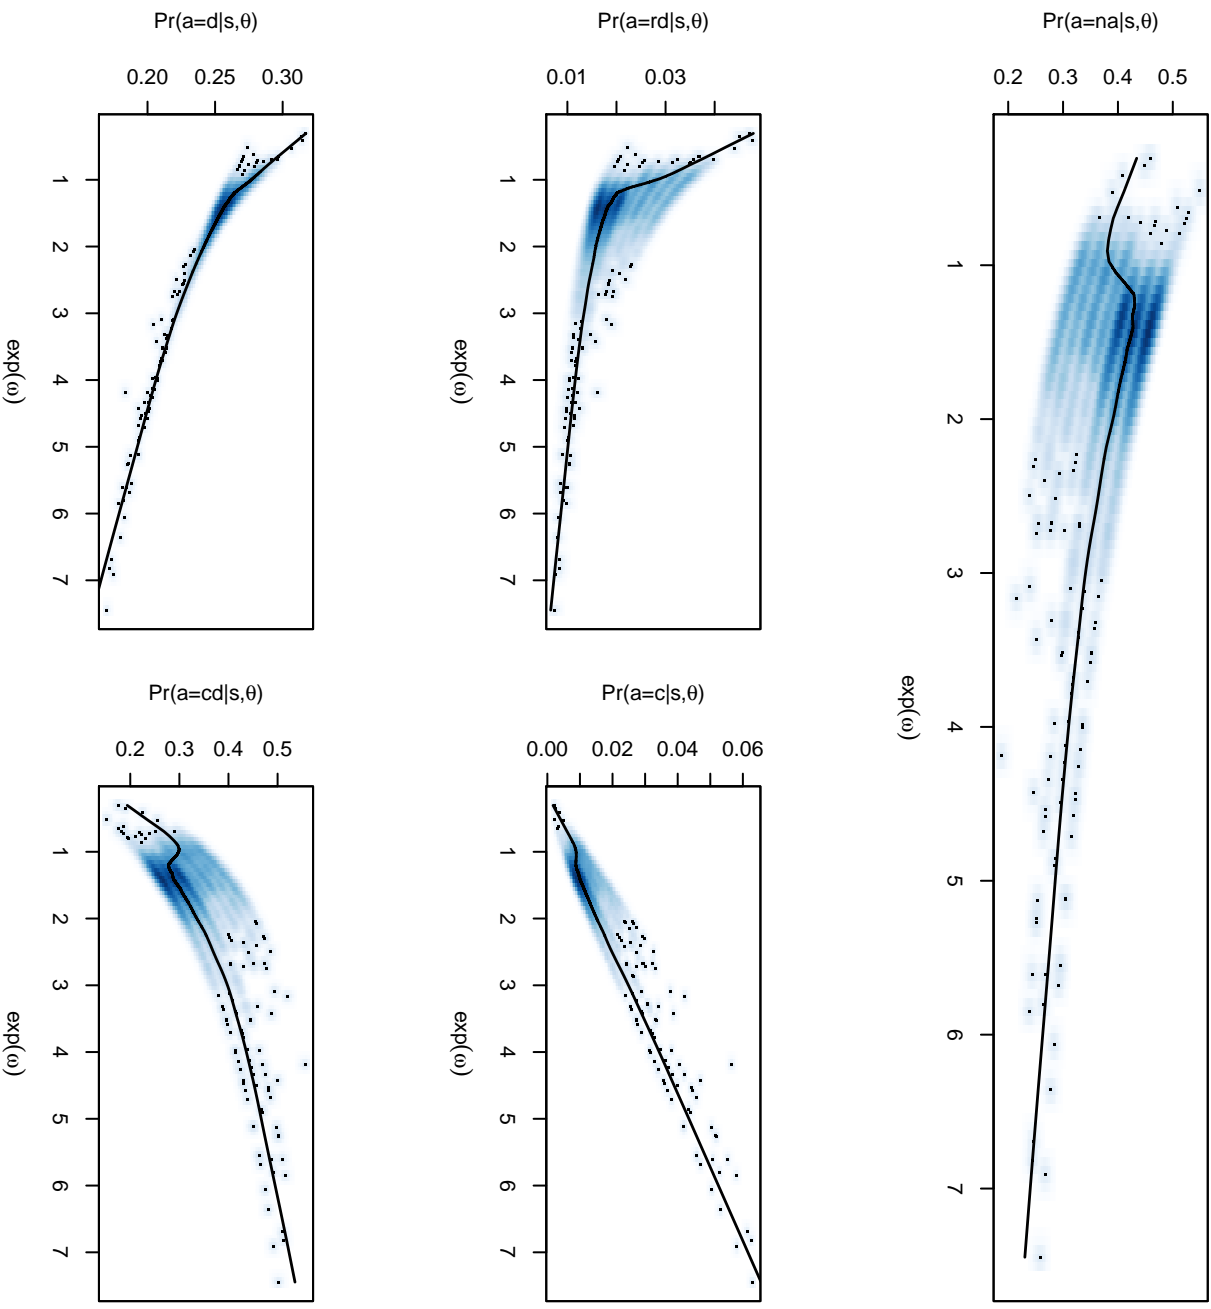 Pr(a=d|s,θ)
0.20 0.25 0.30
1
2
3
4
5
6
7
exp(ω)
Pr(a=rd|s,θ)
0.01 0.03
1
2
3
4
5
6
7
exp(ω)
Pr(a=na|s,θ)
0.2 0.3 0.4 0.5
1
2
3
4
5
6
7
exp(ω)
Pr(a=cd|s,θ)
0.2 0.3 0.4 0.5
1
2
3
4
5
6
7
exp(ω)
Pr(a=c|s,θ)
0.00 0.02 0.04 0.06
1
2
3
4
5
6
7
exp(ω)